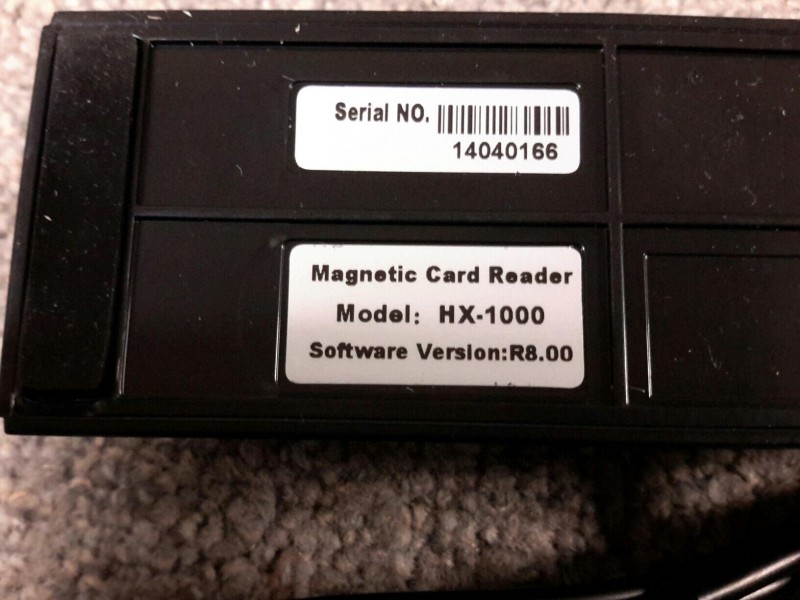 Serial NO.
14040166
Magnetic Card Reader
Model: HX-1000
Software Version:R8.00